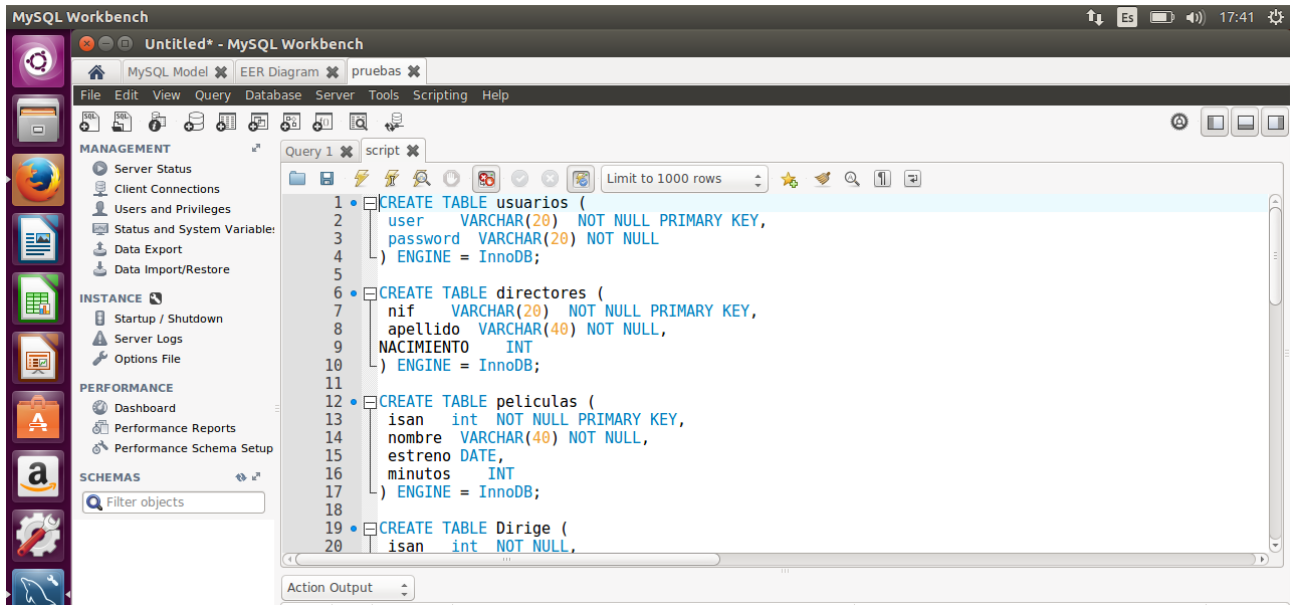 MySQL Workbench
Es
17:41
Untitled* - MySQL Workbench
MySQL Model
EER Diagram
pruebas
File Edit View Query Database Server Tools Scripting Help
MANAGEMENT
Server Status
Client Connections
Users and Privileges
Status and System Variable
Data Export
Data Import/Restore
INSTANCE
Startup / Shutdown
Server Logs
Options File
PERFORMANCE
Dashboard
Performance Reports
Performance Schema Setup
SCHEMAS
Filter objects
Query 1
script
Limit to 1000 rows
1 CREATE TABLE usuarios (
2 user VARCHAR(20) NOT NULL PRIMARY KEY,
3 password VARCHAR(20) NOT NULL
4 ) ENGINE = InnoDB;
5
6 CREATE TABLE directores (
7 nif VARCHAR(20) NOT NULL PRIMARY KEY,
8 apellido VARCHAR(40) NOT NULL,
9 NACIMIENTO INT
10 ) ENGINE = InnoDB;
11
12 CREATE TABLE peliculas (
13 isan int NOT NULL PRIMARY KEY,
14 nombre VARCHAR(40) NOT NULL,
15 estreno DATE,
16 minutos INT
17 ) ENGINE = InnoDB;
18
19 CREATE TABLE Dirige (
20 isan int NOT NULL,
Action Output